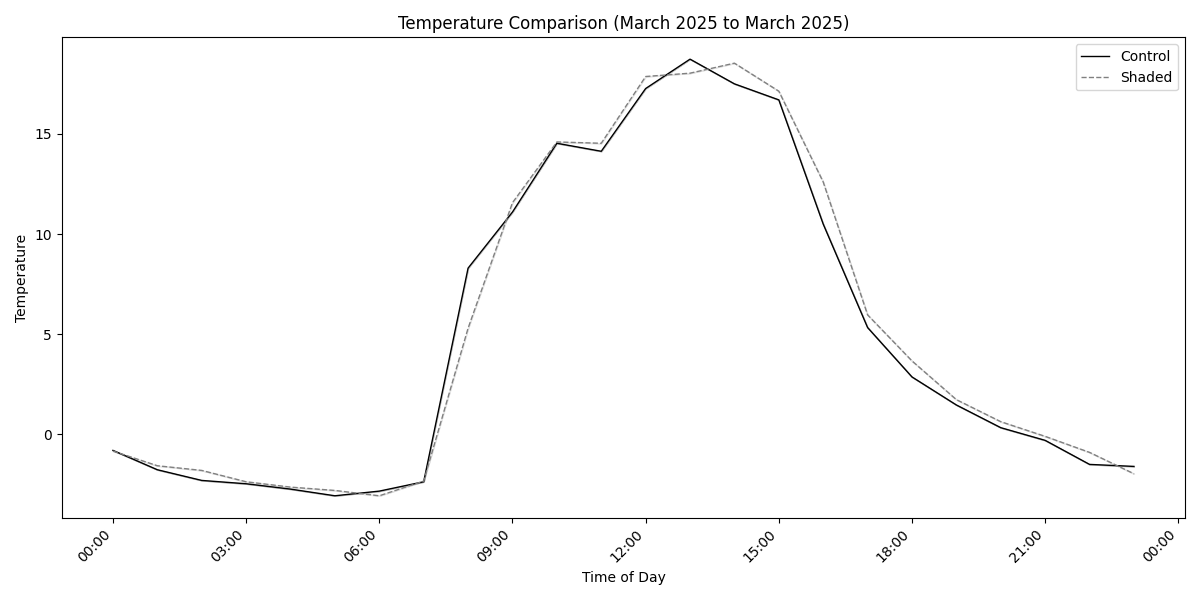 Temperature Comparison (March 2025 to March 2025)
Control
Shaded
Temperature
15
10
5
0
00:00
03:00
06:00
09:00
12:00
15:00
18:00
21:00
00:00
Time of Day